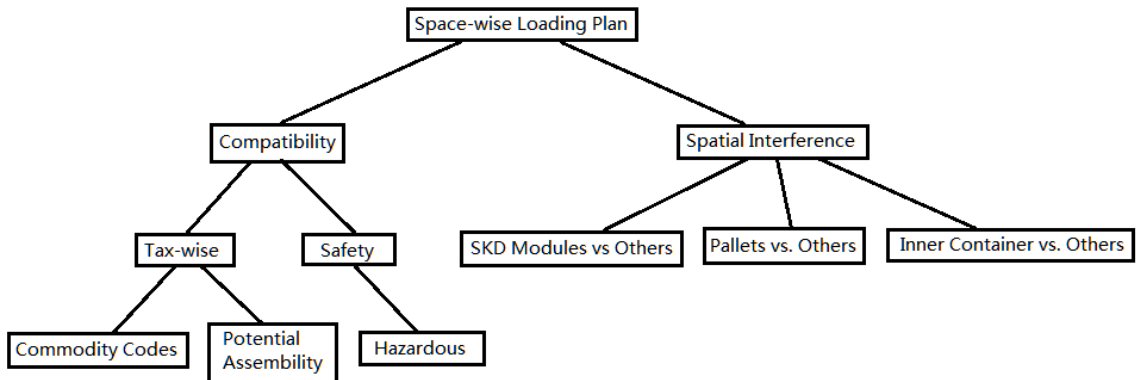 Space-wise Loading Plan
Compatibility
Spatial Interference
Tax-wise
Safety
SKD Modules vs Others
Pallets vs. Others
Inner Container vs. Others
Commodity Codes
Potential
Assembility
Hazardous